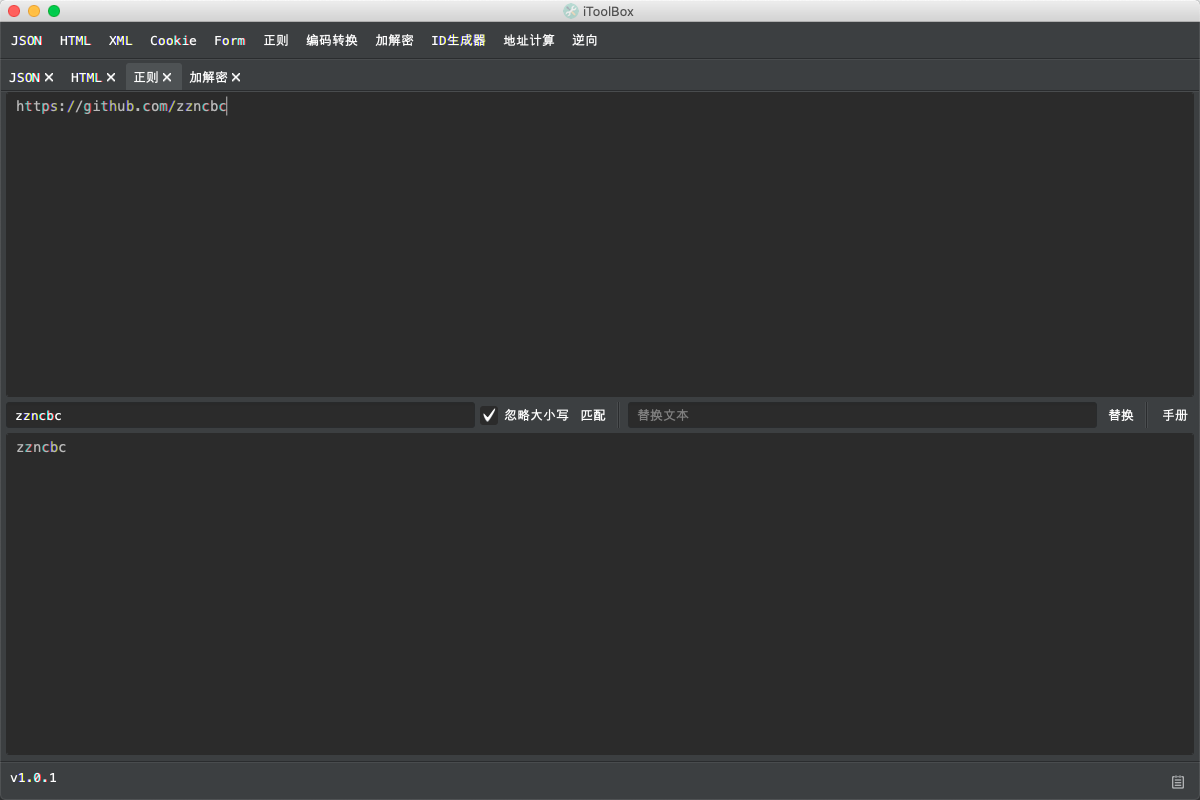 iToolBox
JSON HTML XML Cookie Form 正则 编码转换 加解密 ID生成器 地址计算 逆向
JSON HTML 正则 加解密
https://github.com/zzncbc
zzncbc 忽略大小写 匹配 替换文本 替换 手册
zzncbc
v1.0.1